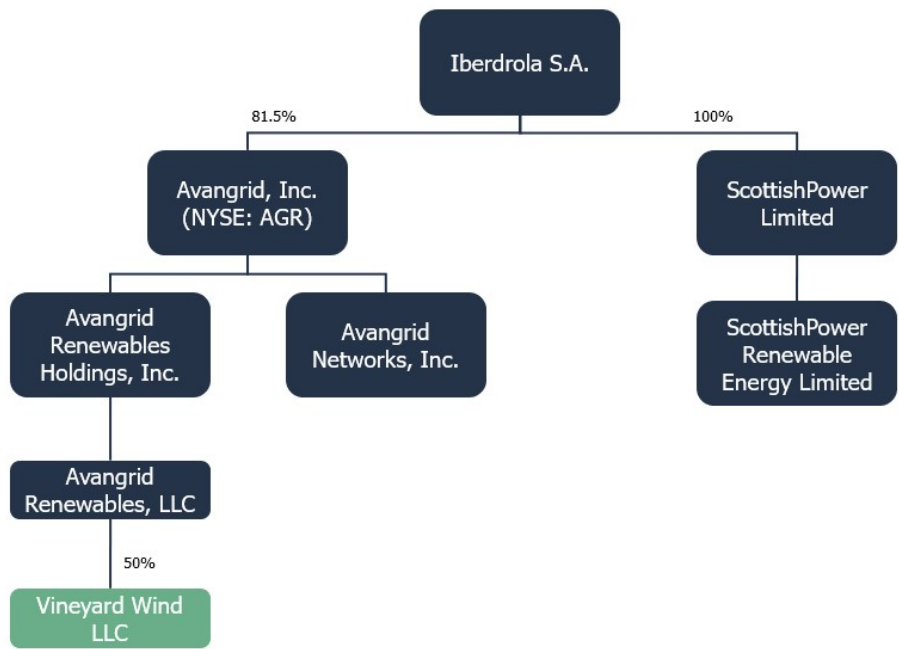 Iberdrola S.A.
81.5%
100%
Avangrid, Inc.
(NYSE: AGR)
ScottishPower
Limited
Avangrid
Renewables
Holdings, Inc.
Avangrid
Networks, Inc.
ScottishPower
Renewable
Energy Limited
Avangrid
Renewables, LLC
50%
Vineyard Wind
LLC